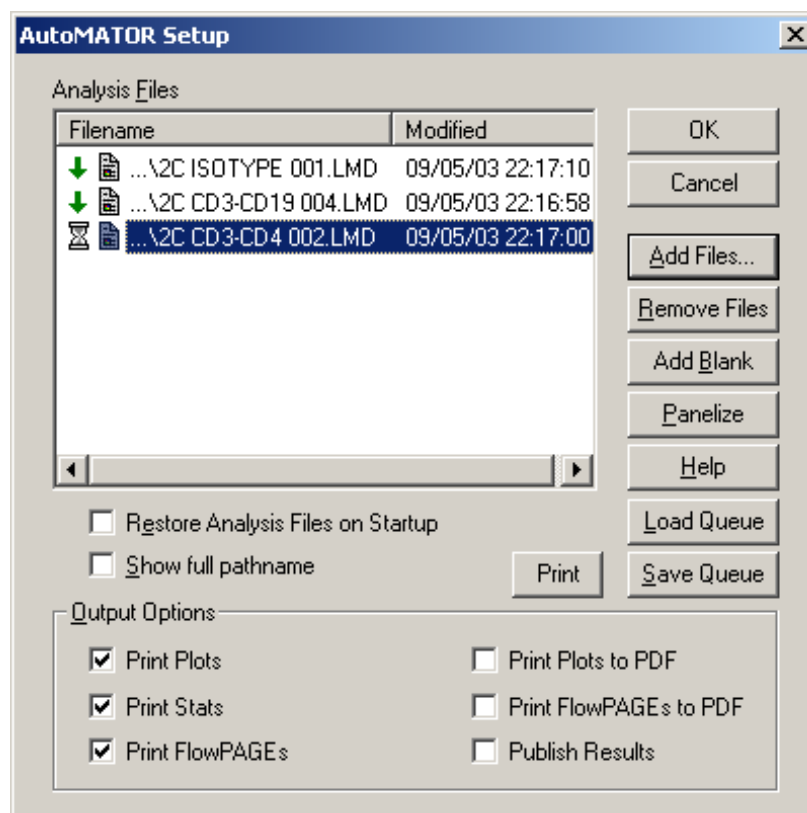 AutoMATOR Setup
Analysis Files
Filename Modified
...\2C ISOTYPE 001.LMD 09/05/03 22:17:10
...\2C CD3-CD19 004.LMD 09/05/03 22:16:58
...\2C CD3-CD4 002.LMD 09/05/03 22:17:00
OK
Cancel
Add Files...
Remove Files
Add Blank
Panelize
Help
Load Queue
Save Queue
Restore Analysis Files on Startup
Show full pathname
Print
Output Options
Print Plots
Print Stats
Print FlowPAGEs
Print Plots to PDF
Print FlowPAGEs to PDF
Publish Results